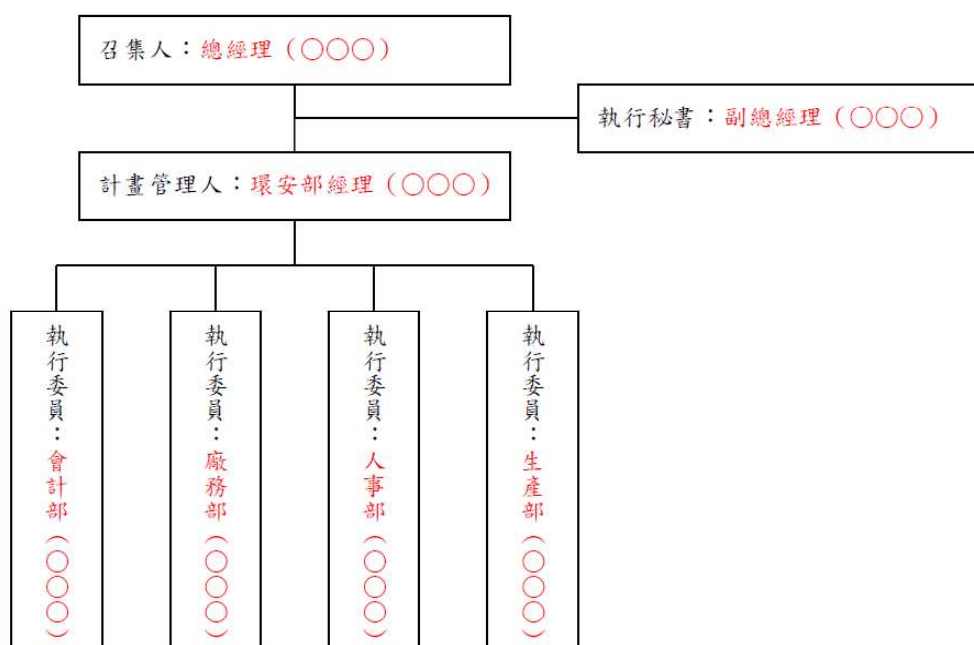 召集人：總經理（○○○）
執行秘書：副總經理（○○○）
計畫管理人：環安部經理（○○○）
執行委員：會計部（○○○）
執行委員：廠務部（○○○）
執行委員：人事部（○○○）
執行委員：生產部（○○○）